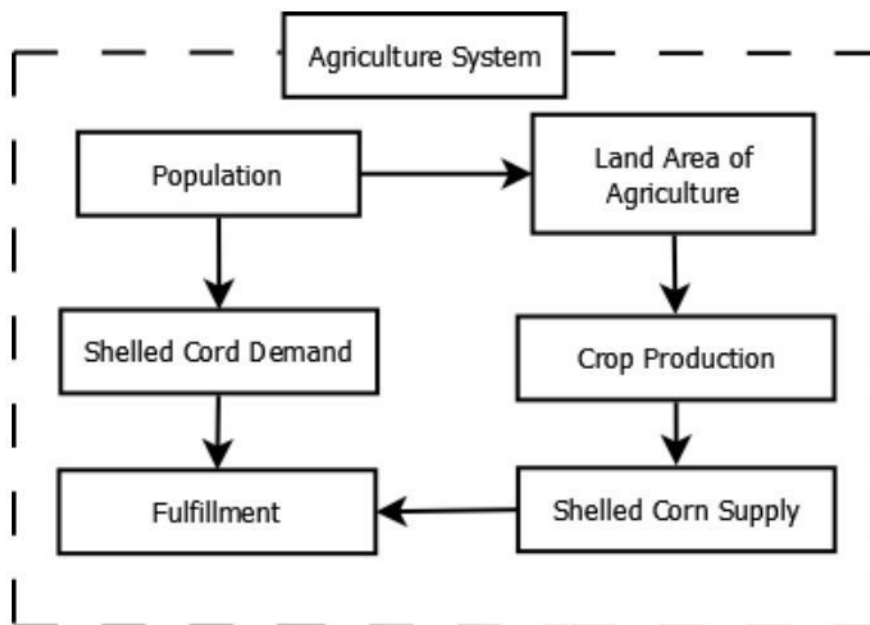 Agriculture System
Population
Land Area of
Agriculture
Shelled Cord Demand
Crop Production
Fulfillment
Shelled Corn Supply